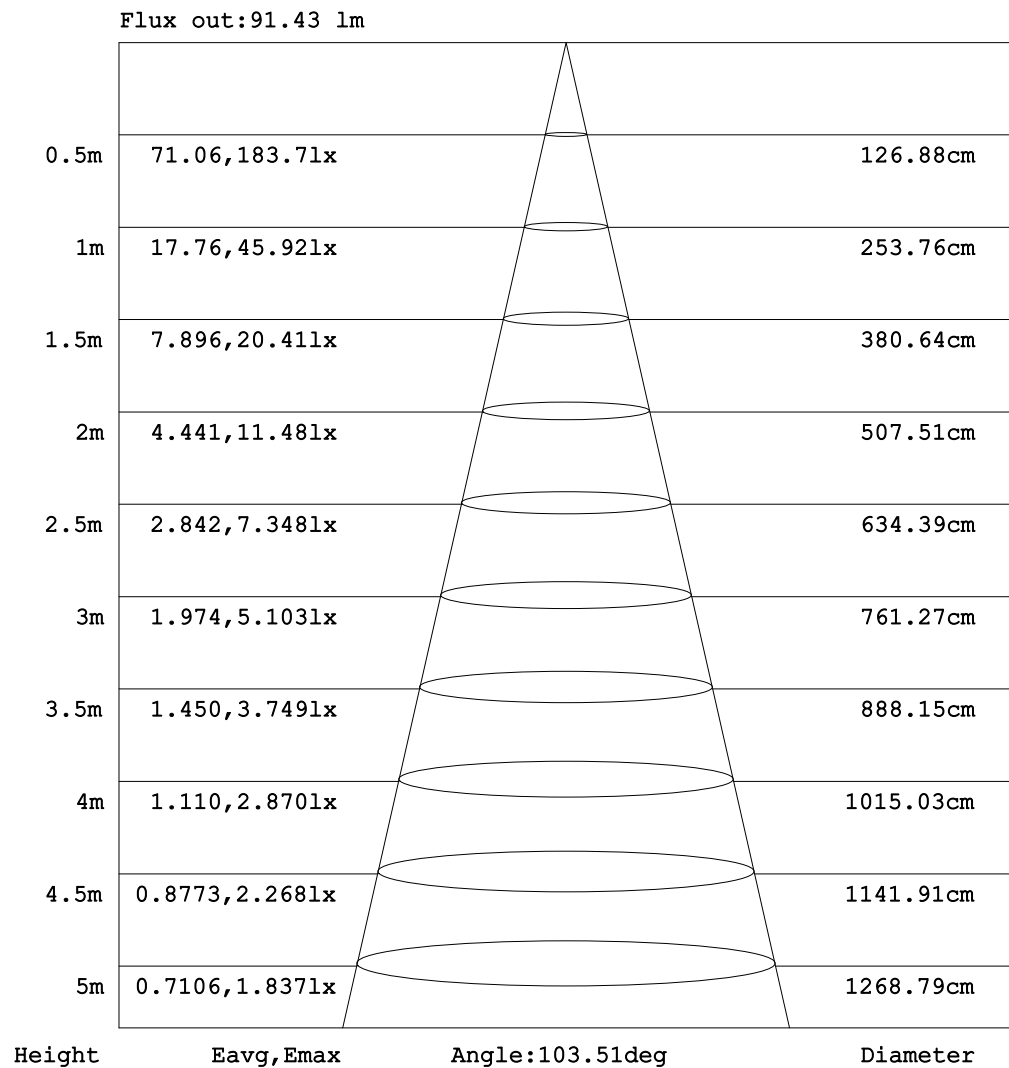 Flux out:91.43 lm
0.5m 71.06,183.7lx 126.88cm
1m 17.76,45.92lx 253.76cm
1.5m 7.896,20.41lx 380.64cm
2m 4.441,11.48lx 507.51cm
2.5m 2.842,7.348lx 634.39cm
3m 1.974,5.103lx 761.27cm
3.5m 1.450,3.749lx 888.15cm
4m 1.110,2.870lx 1015.03cm
4.5m 0.8773,2.268lx 1141.91cm
5m 0.7106,1.837lx 1268.79cm
Height Eavg,Emax Angle:103.51deg Diameter